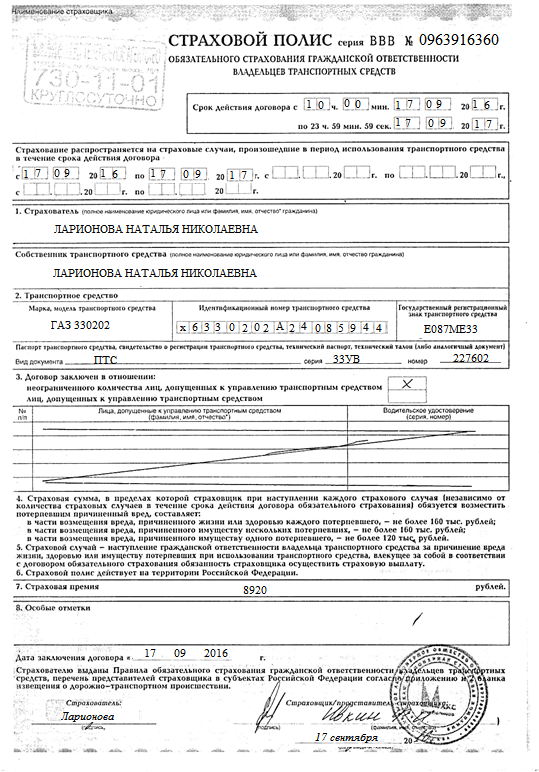 Наименование страховщика
730-11-01
КРУГЛОСУТОЧНО
СТРАХОВОЙ ПОЛИС серия ВВВ № 0963916360
ОБЯЗАТЕЛЬНОГО СТРАХОВАНИЯ ГРАЖДАНСКОЙ ОТВЕТСТВЕННОСТИ
ВЛАДЕЛЬЦЕВ ТРАНСПОРТНЫХ СРЕДСТВ
Срок действия договора с 10 ч. 00 мин. 17 09 2016 г.
по 23 ч. 59 мин. 59 сек. 17 09 2017 г.
Страхование распространяется на страховые случаи, произошедшие в период использования транспортного средства
в течение срока действия договора
с 17 09 2016 по 17 09 2017 г. с . .20 г. по . .20 г.
с . .20 г. по . .20 г.
1. Страхователь (полное наименование юридического лица или фамилия, имя, отчество* гражданина)
ЛАРИОНОВА НАТАЛЬЯ НИКОЛАЕВНА
Собственник транспортного средства (полное наименование юридического лица или фамилия, имя, отчество гражданина)
ЛАРИОНОВА НАТАЛЬЯ НИКОЛАЕВНА
2. Транспортное средство
Марка, модель транспортного средства Идентификационный номер транспортного средства Государственный регистрационный
знак транспортного средства
ГАЗ 330202 Х6330202А24085944 Е087МЕ33
Паспорт транспортного средства, свидетельство о регистрации транспортного средства, технический паспорт, технический талон (либо аналогичный документ)
Вид документа ПТС серия 33УВ номер 227602
3. Договор заключен в отношении:
неограниченного количества лиц, допущенных к управлению транспортным средством X
лиц, допущенных к управлению транспортным средством
№ п/п Лица, допущенные к управлению транспортным средством Водительское удостоверение
(фамилия, имя, отчество*) (серия, номер)
4. Страховая сумма, в пределах которой страховщик при наступлении каждого страхового случая (независимо от
количества страховых случаев в течение срока действия договора обязательного страхования) обязуется возместить
потерпевшим причиненный вред, составляет:
в части возмещения вреда, причиненного жизни или здоровью каждого потерпевшего, – не более 160 тыс. рублей;
в части возмещения вреда, причиненного имуществу нескольких потерпевших, – не более 160 тыс. рублей;
в части возмещения вреда, причиненного имуществу одного потерпевшего, – не более 120 тыс. рублей.
5. Страховой случай – наступление гражданской ответственности владельца транспортного средства за причинение вреда
жизни, здоровью или имуществу потерпевших при использовании транспортного средства, влекущее за собой в соответствии
с договором обязательного страхования обязанность страховщика осуществить страховую выплату.
6. Страховой полис действует на территории Российской Федерации.
7. Страховая премия 8920 рублей.
8. Особые отметки
Дата заключения договора « 17 09 2016 г.
Страхователю выданы Правила обязательного страхования гражданской ответственности владельцев транспортных
средств, перечень представителей страховщика в субъектах Российской Федерации согласно приложению и 2 бланка
извещения о дорожно-транспортном происшествии.
Страхователь: Страховщик/представитель страховщика:
Ларионова
(подпись) (подпись)
17 сентября 20